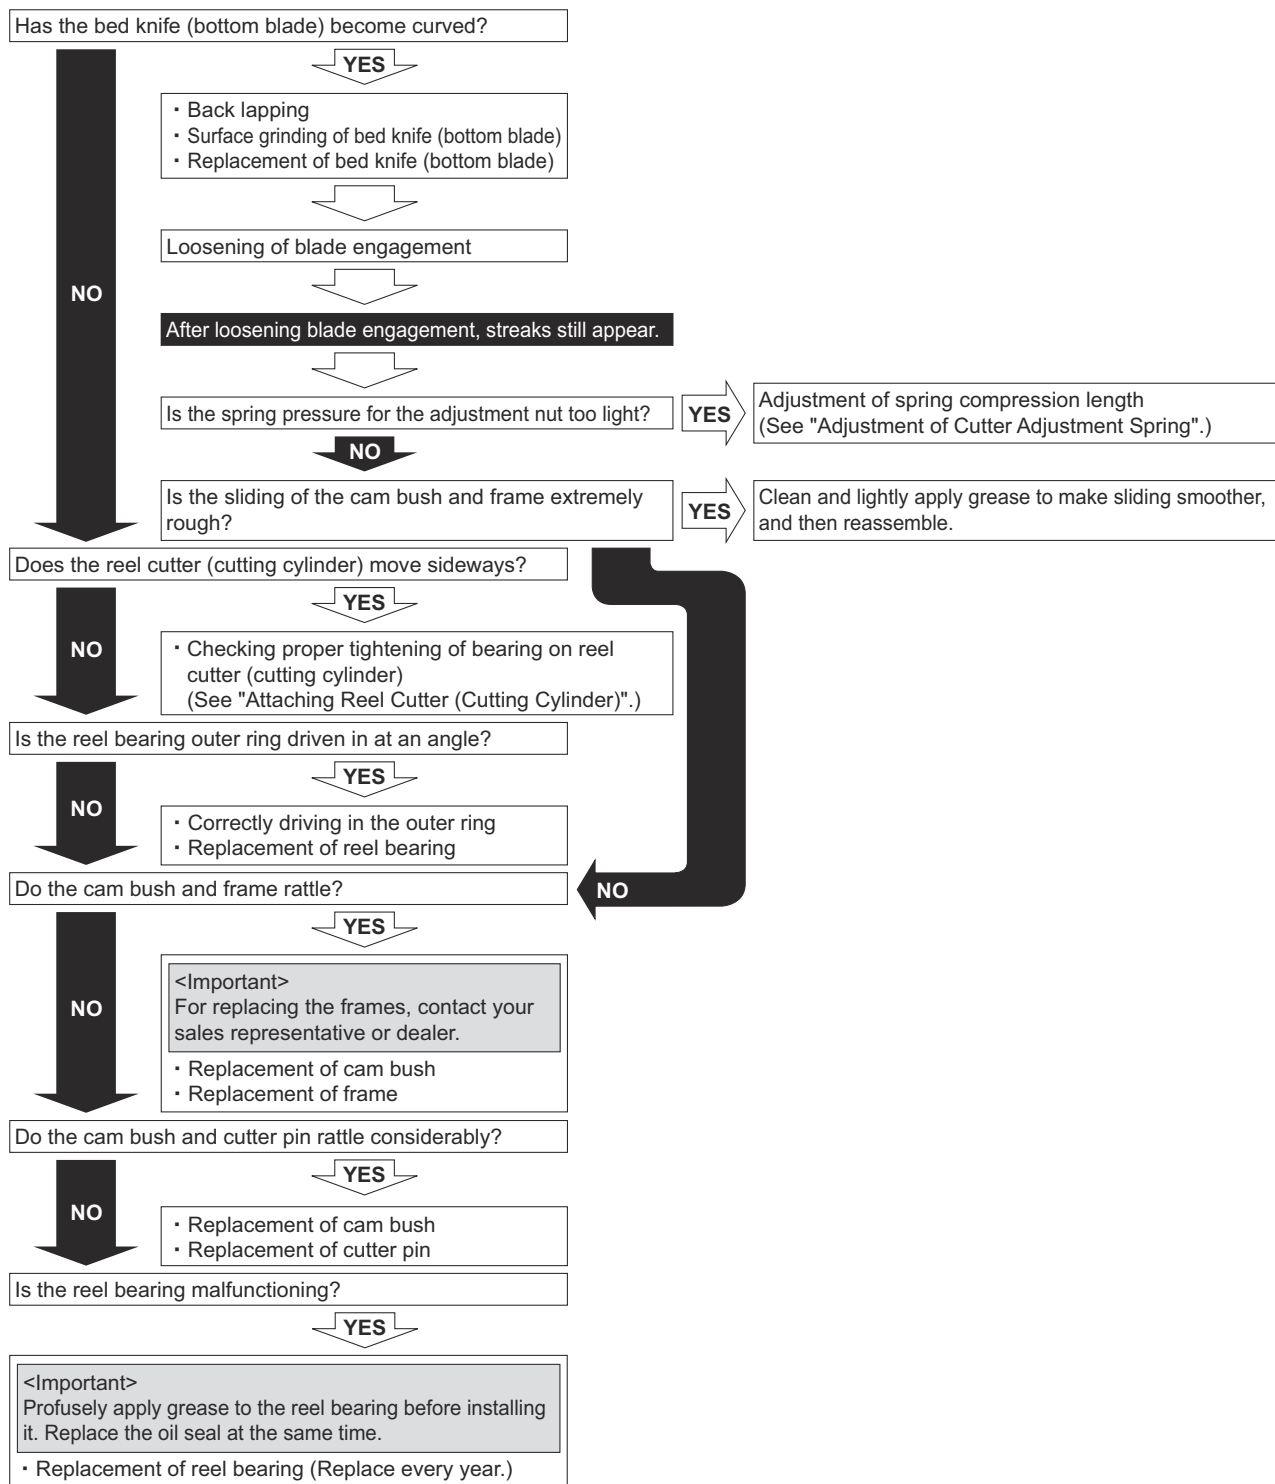 Has the bed knife (bottom blade) become curved?
YES
・Back lapping
・Surface grinding of bed knife (bottom blade)
・Replacement of bed knife (bottom blade)
Loosening of blade engagement
NO
After loosening blade engagement, streaks still appear.
Is the spring pressure for the adjustment nut too light?
YES
Adjustment of spring compression length
(See "Adjustment of Cutter Adjustment Spring".)
NO
Is the sliding of the cam bush and frame extremely
rough?
YES
Clean and lightly apply grease to make sliding smoother,
and then reassemble.
Does the reel cutter (cutting cylinder) move sideways?
YES
NO
・Checking proper tightening of bearing on reel
cutter (cutting cylinder)
(See "Attaching Reel Cutter (Cutting Cylinder)".)
Is the reel bearing outer ring driven in at an angle?
YES
NO
・Correctly driving in the outer ring
・Replacement of reel bearing
Do the cam bush and frame rattle?
NO
YES
NO
<Important>
For replacing the frames, contact your
sales representative or dealer.
・Replacement of cam bush
・Replacement of frame
Do the cam bush and cutter pin rattle considerably?
YES
NO
・Replacement of cam bush
・Replacement of cutter pin
Is the reel bearing malfunctioning?
YES
<Important>
Profusely apply grease to the reel bearing before installing
it. Replace the oil seal at the same time.
・Replacement of reel bearing (Replace every year.)